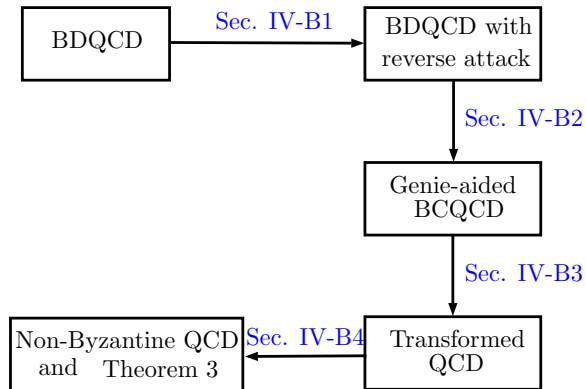 BDQCD
Sec. IV-B1
BDQCD with
reverse attack
Sec. IV-B2
Genie-aided
BCQCD
Sec. IV-B3
Transformed
QCD
Sec. IV-B4
Non-Byzantine QCD
and Theorem 3